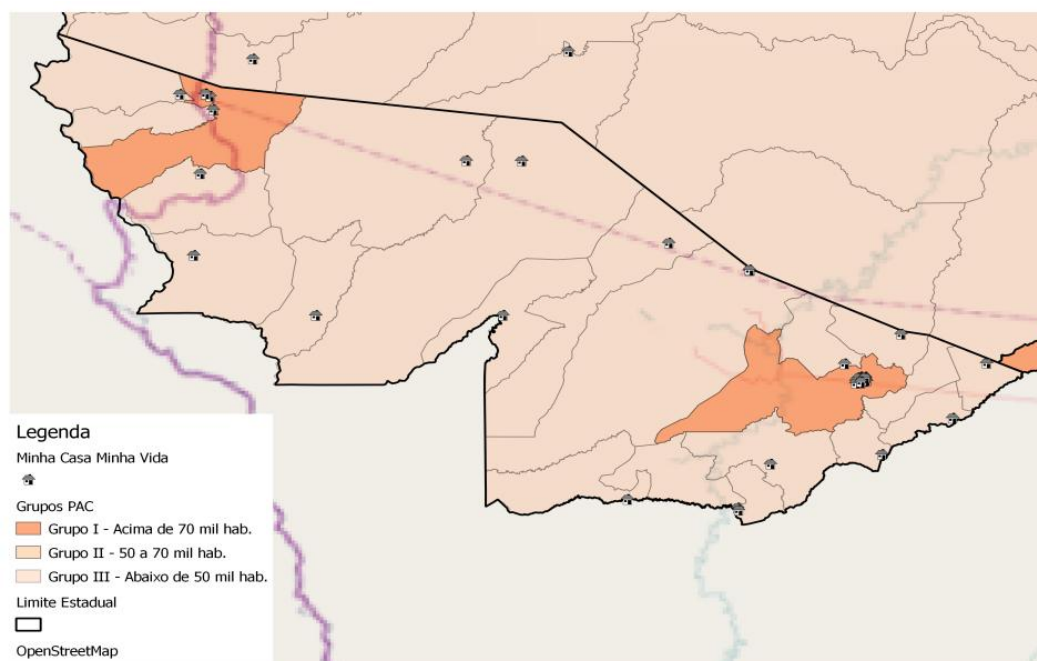 Legenda
Minha Casa Minha Vida
Grupos PAC
Grupo I - Acima de 70 mil hab.
Grupo II - 50 a 70 mil hab.
Grupo III - Abaixo de 50 mil hab.
Limite Estadual
OpenStreetMap